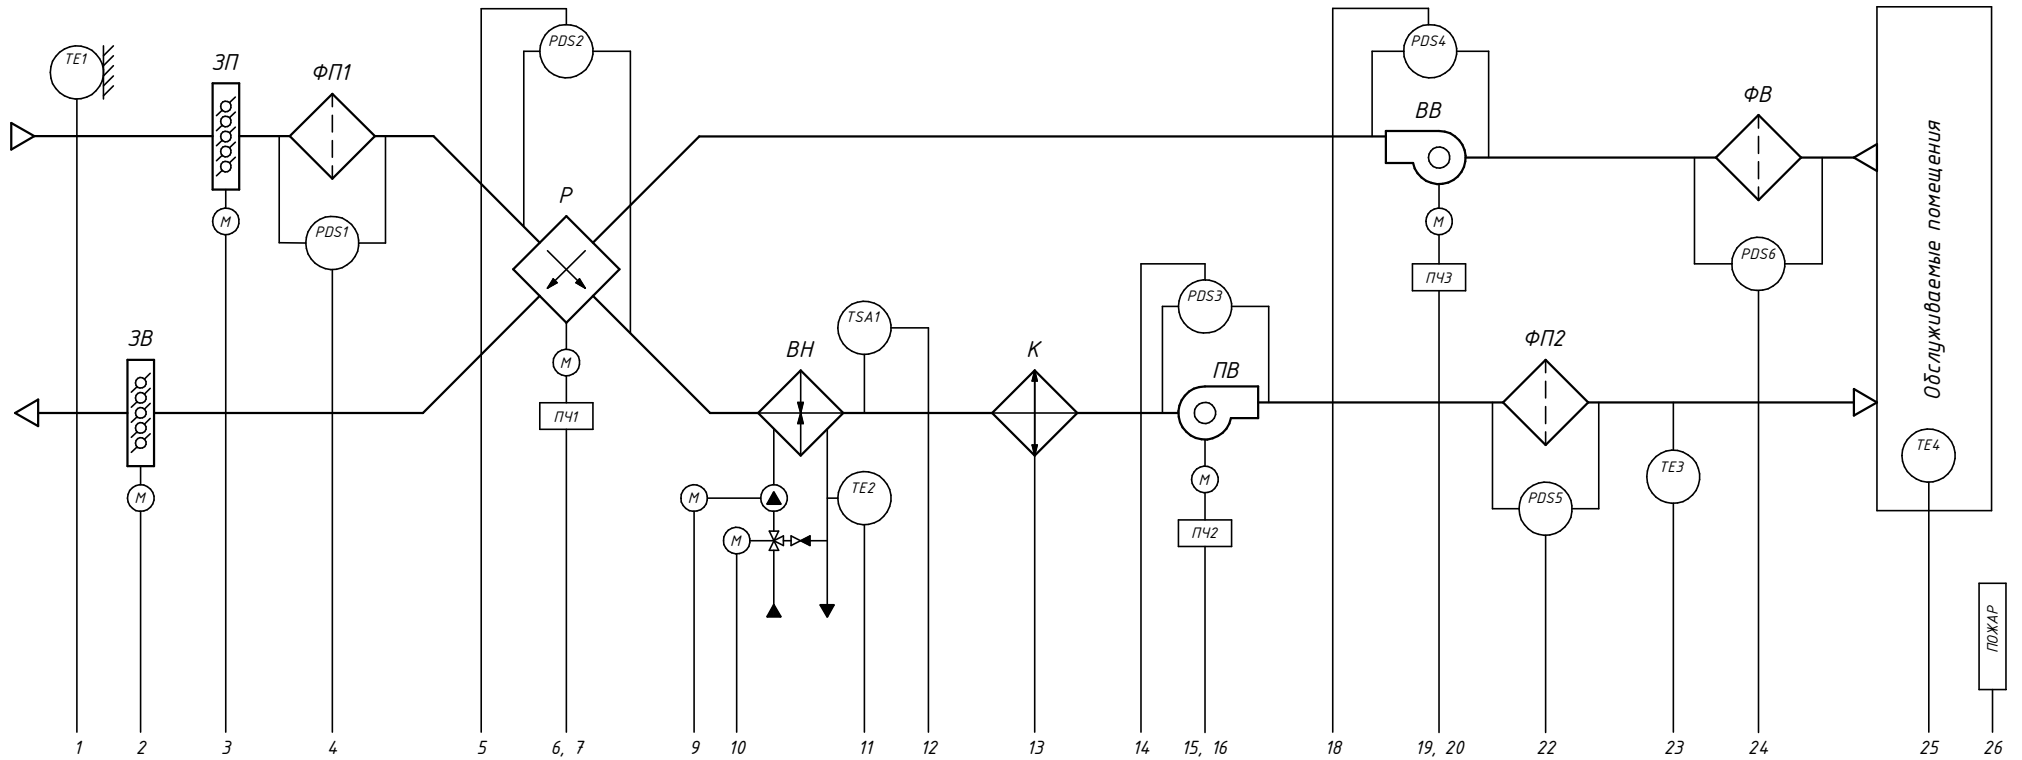 TE1
ЗП
ФП1
PDS2
PDS4
ВВ
ФВ
Обслуживаемые помещения
М
PDS1
Р
М
ПЧ3
PDS6
ЗВ
М
М
ПЧ1
ВН
TSA1
К
PDS3
ПВ
М
ПЧ2
ФП2
TE4
TE3
PDS5
М
TE2
М
ПОЖАР
1 2 3 4 5 6, 7 9 10 11 12 13 14 15, 16 18 19, 20 22 23 24 25 26